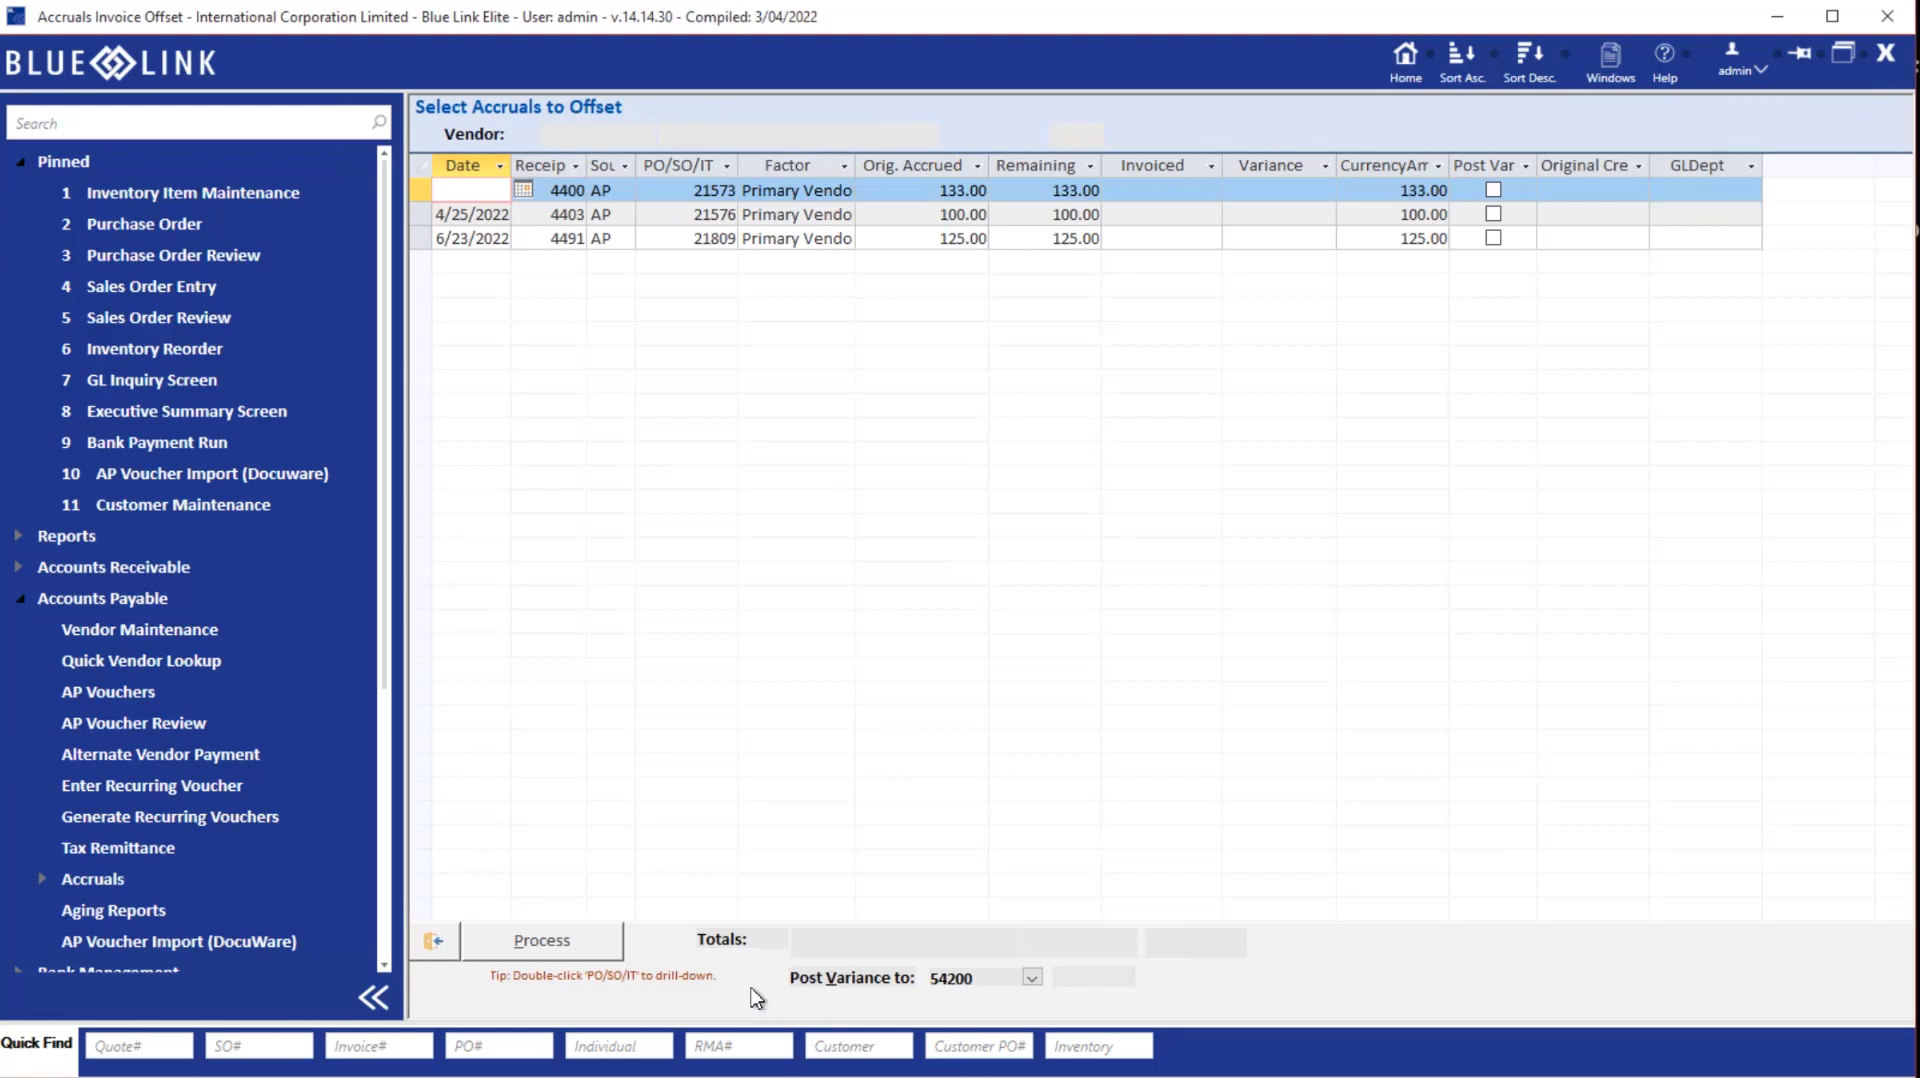 Accruals Invoice Offset - International Corporation Limited - Blue Link Elite - User: admin - v.14.14.30 - Compiled: 3/04/2022
BLUE LINK
Home Sort Asc. Sort Desc. Windows Help admin X
Search
Pinned
1 Inventory Item Maintenance
2 Purchase Order
3 Purchase Order Review
4 Sales Order Entry
5 Sales Order Review
6 Inventory Reorder
7 GL Inquiry Screen
8 Executive Summary Screen
9 Bank Payment Run
10 AP Voucher Import (Docuware)
11 Customer Maintenance
Reports
Accounts Receivable
Accounts Payable
Vendor Maintenance
Quick Vendor Lookup
AP Vouchers
AP Voucher Review
Alternate Vendor Payment
Enter Recurring Voucher
Generate Recurring Vouchers
Tax Remittance
Accruals
Aging Reports
AP Voucher Import (DocuWare)
Bank Management
Select Accruals to Offset
Vendor:
Date Receip Sou PO/SO/IT Factor Orig. Accrued Remaining Invoiced Variance CurrencyAm Post Var Original Cre GLDept
4400 AP 21573 Primary Vendo 133.00 133.00 133.00
4/25/2022 4403 AP 21576 Primary Vendo 100.00 100.00 100.00
6/23/2022 4491 AP 21809 Primary Vendo 125.00 125.00 125.00
Process
Totals:
Tip: Double-click 'PO/SO/IT' to drill-down.
Post Variance to: 54200
Quick Find Quote# SO# Invoice# PO# Individual RMA# Customer Customer PO# Inventory